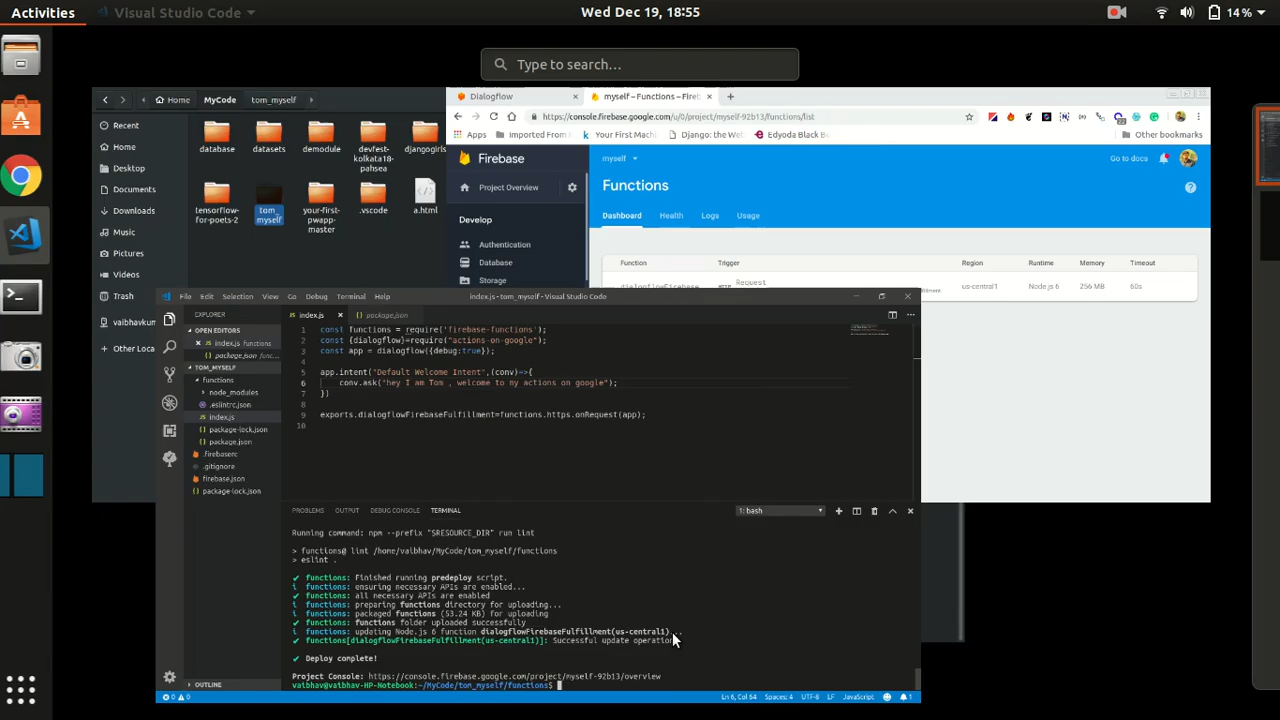 Activities
Visual Studio Code
Wed Dec 19, 18:55
14 %
Type to search…
Home
MyCode
tom_myself
Recent
Home
Desktop
Documents
Downloads
Music
Pictures
Videos
Trash
vaibhavkum
Other Loca
database
datasets
demodule
devfest-
kolkata18-
pahsea
djangogirls
tensorflow-
for-poets-2
tom_
myself
your-first-
pwapp-
master
.vscode
a.html
Dialogflow
myself – Functions – Fireb
https://console.firebase.google.com/u/0/project/myself-92b13/functions/list
Apps
Imported From
Your First Machin
Django: the Web
Edyoda Black Be
Other bookmarks
Firebase
myself
Go to docs
Project Overview
Functions
Develop
Dashboard
Health
Logs
Usage
Authentication
Database
Storage
Function
Trigger
Region
Runtime
Memory
Timeout
dialogflowFirebase
HTTP
Request
us-central1
Node.js 6
256 MB
60s
File Edit Selection View Go Debug Terminal Help
index.js - tom_myself - Visual Studio Code
EXPLORER
index.js
package.json
OPEN EDITORS
index.js functions
package.json func...
TOM_MYSELF
functions
node_modules
.eslintrc.json
index.js
package-lock.json
package.json
.firebaserc
.gitignore
firebase.json
package-lock.json
OUTLINE
1 const functions = require('firebase-functions');
2 const {dialogflow}=require("actions-on-google");
3 const app = dialogflow({debug:true});
4
5 app.intent("Default Welcome Intent",(conv)=>{
6 conv.ask("hey I am Tom , welcome to my actions on google");
7 })
8
9 exports.dialogflowFirebaseFulfillment=functions.https.onRequest(app);
10
PROBLEMS OUTPUT DEBUG CONSOLE TERMINAL
1: bash
Running command: npm --prefix "$RESOURCE_DIR" run lint
> functions@ lint /home/vaibhav/MyCode/tom_myself/functions
> eslint .
✔ functions: Finished running predeploy script.
i functions: ensuring necessary APIs are enabled...
✔ functions: all necessary APIs are enabled
i functions: preparing functions directory for uploading...
i functions: packaged functions (53.24 KB) for uploading
✔ functions: functions folder uploaded successfully
i functions: updating Node.js 6 function dialogflowFirebaseFulfillment(us-central1)...
✔ functions[dialogflowFirebaseFulfillment(us-central1)]: Successful update operation
✔ Deploy complete!
Project Console: https://console.firebase.google.com/project/myself-92b13/overview
vaibhav@vaibhav-HP-Notebook:~/MyCode/tom_myself/functions$
0 0
Ln 6, Col 64
Spaces: 4
UTF-8
LF
JavaScript
1